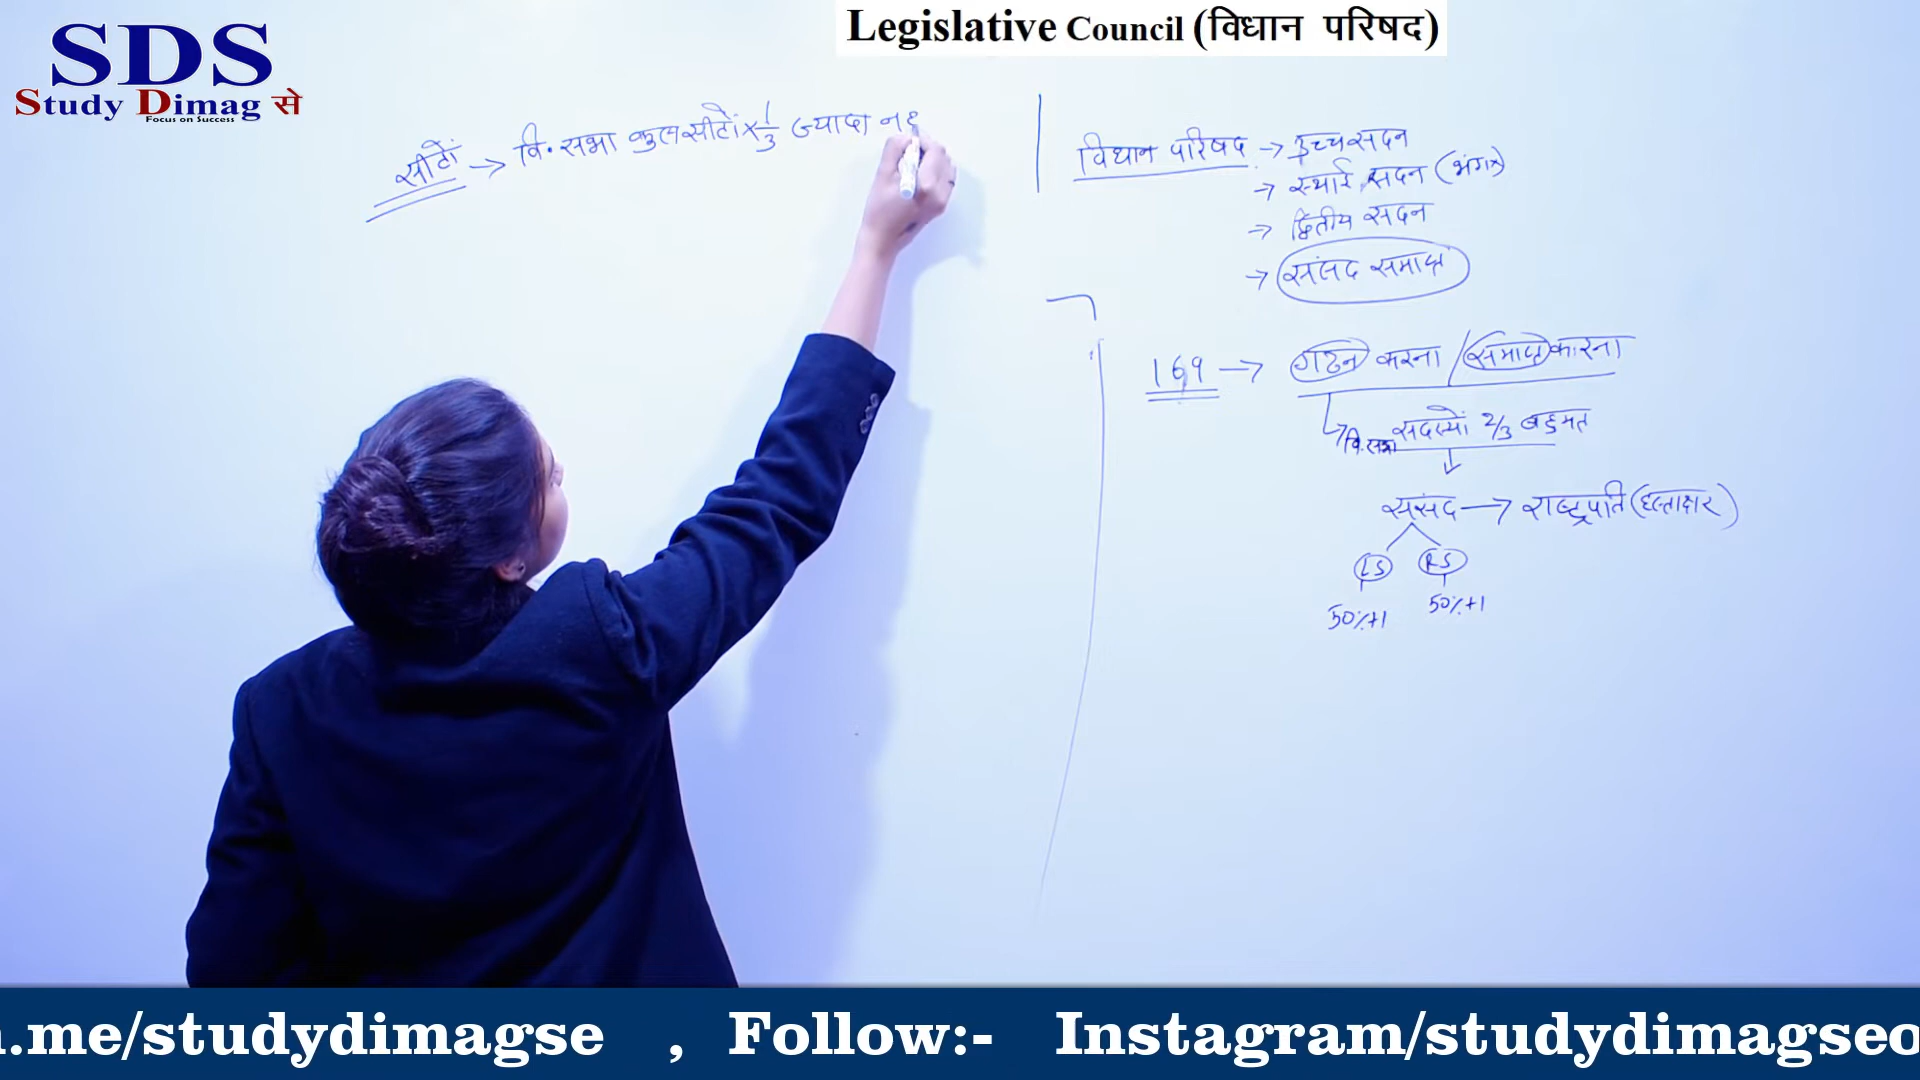 Legislative Council (विधान परिषद)
SDS
Study Dimag से
Focus on Success
सीटों → वि. सभा कुल सीटों x 1/3 ज्यादा नह
विधान परिषद → उच्च सदन
→ स्थाई सदन (भंग x)
→ द्वितीय सदन
→ संसद समाप्त
169 → गठन करना / समाप्त करना
वि.सभा सदस्यों 2/3 बहुमत
संसद → राष्ट्रपति (हस्ताक्षर)
LS RS
50%+1 50%+1
.me/studydimagse , Follow:- Instagram/studydimagseo